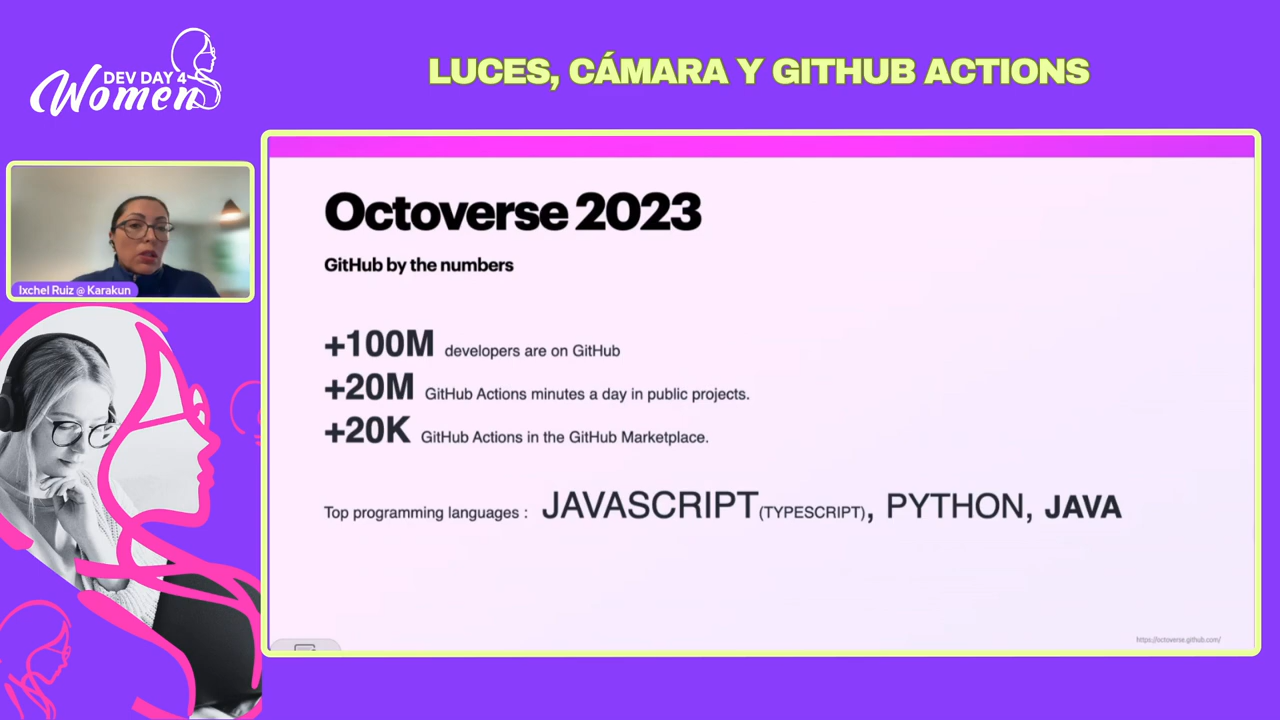 DEV DAY 4
Women
LUCES, CÁMARA Y GITHUB ACTIONS
Ixchel Ruiz @ Karakun
Octoverse 2023
GitHub by the numbers
+100M developers are on GitHub
+20M GitHub Actions minutes a day in public projects.
+20K GitHub Actions in the GitHub Marketplace.
Top programming languages : JAVASCRIPT(TYPESCRIPT), PYTHON, JAVA
https://octoverse.github.com/